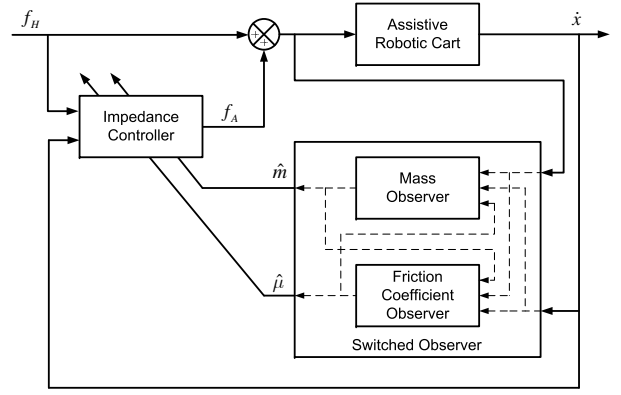 f_H
+
+
Assistive
Robotic Cart
ẋ
Impedance
Controller
f_A
m̂
Mass
Observer
μ̂
Friction
Coefficient
Observer
Switched Observer